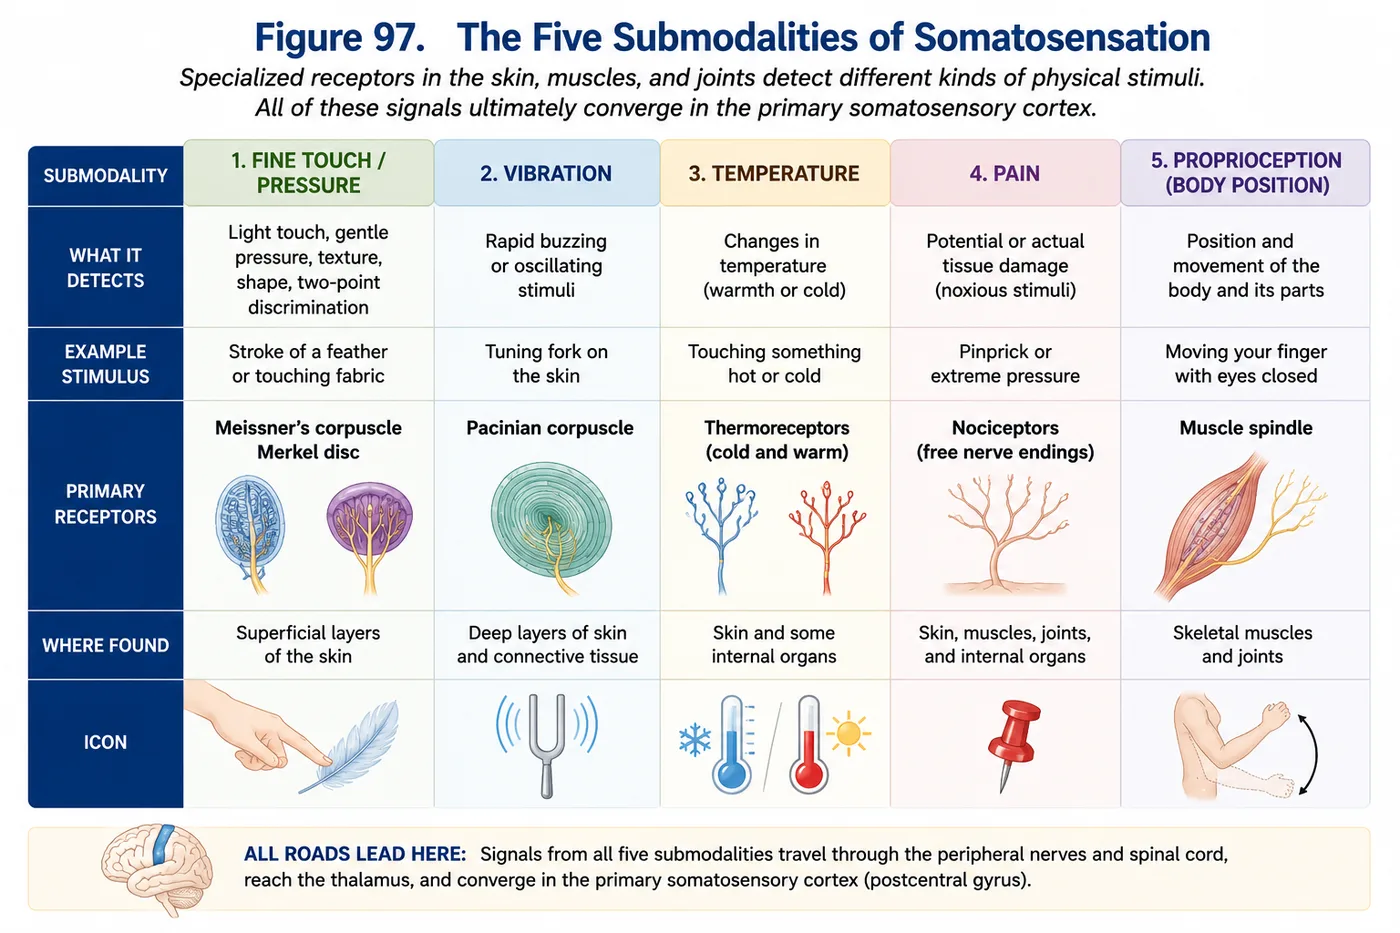 Figure 97. The Five Submodalities of Somatosensation
Specialized receptors in the skin, muscles, and joints detect different kinds of physical stimuli.
All of these signals ultimately converge in the primary somatosensory cortex.
SUBMODALITY
1. FINE TOUCH /
PRESSURE
2. VIBRATION
3. TEMPERATURE
4. PAIN
5. PROPRIOCEPTION
(BODY POSITION)
WHAT IT
DETECTS
Light touch, gentle
pressure, texture,
shape, two-point
discrimination
Rapid buzzing
or oscillating
stimuli
Changes in
temperature
(warmth or cold)
Potential or actual
tissue damage
(noxious stimuli)
Position and
movement of the
body and its parts
EXAMPLE
STIMULUS
Stroke of a feather
or touching fabric
Tuning fork on
the skin
Touching something
hot or cold
Pinprick or
extreme pressure
Moving your finger
with eyes closed
PRIMARY
RECEPTORS
Meissner's corpuscle
Merkel disc
Pacinian corpuscle
Thermoreceptors
(cold and warm)
Nociceptors
(free nerve endings)
Muscle spindle
WHERE FOUND
Superficial layers
of the skin
Deep layers of skin
and connective tissue
Skin and some
internal organs
Skin, muscles, joints,
and internal organs
Skeletal muscles
and joints
ICON
ALL ROADS LEAD HERE: Signals from all five submodalities travel through the peripheral nerves and spinal cord,
reach the thalamus, and converge in the primary somatosensory cortex (postcentral gyrus).